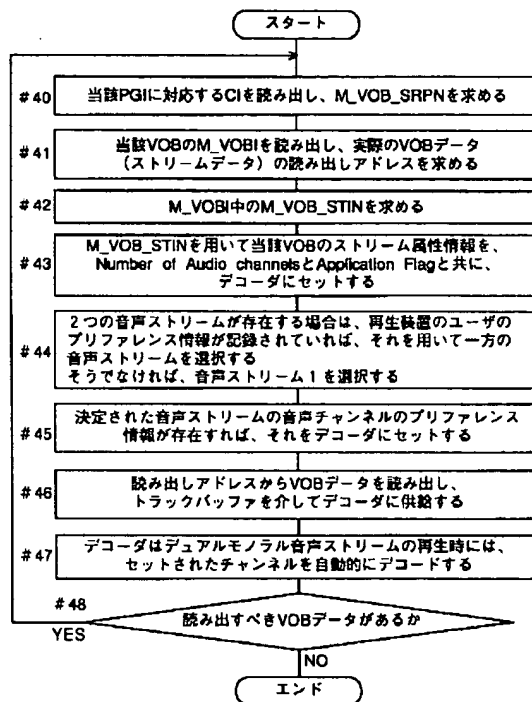 スタート
#40
当該PGIに対応するCIを読み出し、M_VOB_SRPNを求める
#41
当該VOBのM_VOBIを読み出し、実際のVOBデータ
（ストリームデータ）の読み出しアドレスを求める
#42
M_VOBI中のM_VOB_STINを求める
#43
M_VOB_STINを用いて当該VOBのストリーム属性情報を、
Number of Audio channelsとApplication Flagと共に、
デコーダにセットする
#44
２つの音声ストリームが存在する場合は、再生装置のユーザの
プリファレンス情報が記録されていれば、それを用いて一方の
音声ストリームを選択する
そうでなければ、音声ストリーム１を選択する
#45
決定された音声ストリームの音声チャンネルのプリファレンス
情報が存在すれば、それをデコーダにセットする
#46
読み出しアドレスからVOBデータを読み出し、
トラックバッファを介してデコーダに供給する
#47
デコーダはデュアルモノラル音声ストリームの再生時には、
セットされたチャンネルを自動的にデコードする
#48
読み出すべきVOBデータがあるか
YES
NO
エンド